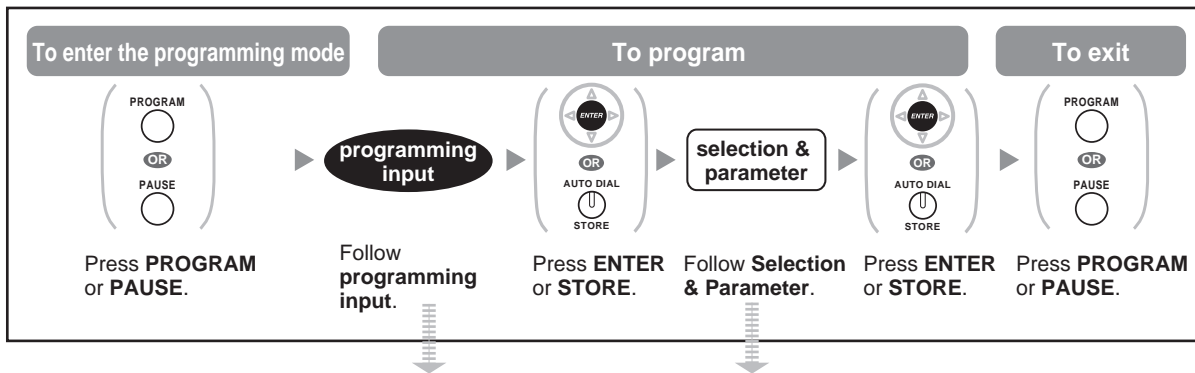 To enter the programming mode
To program
To exit
PROGRAM
OR
PAUSE
programming
input
ENTER
OR
AUTO DIAL
STORE
selection &
parameter
ENTER
OR
AUTO DIAL
STORE
PROGRAM
OR
PAUSE
Press PROGRAM
or PAUSE.
Follow
programming
input.
Press ENTER
or STORE.
Follow Selection
& Parameter.
Press ENTER
or STORE.
Press PROGRAM
or PAUSE.